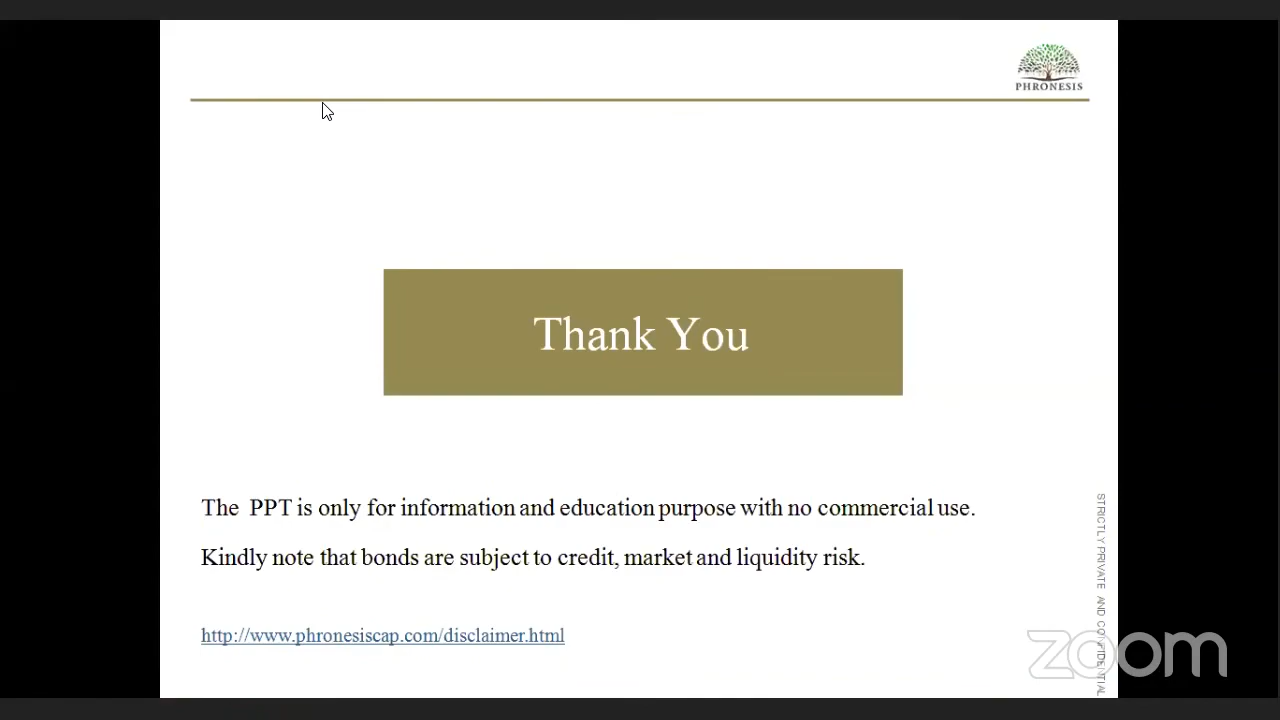 PHRONESIS
Thank You
The PPT is only for information and education purpose with no commercial use.
Kindly note that bonds are subject to credit, market and liquidity risk.
http://www.phronesiscap.com/disclaimer.html
STRICTLY PRIVATE AND CONFIDENTIAL
zoom